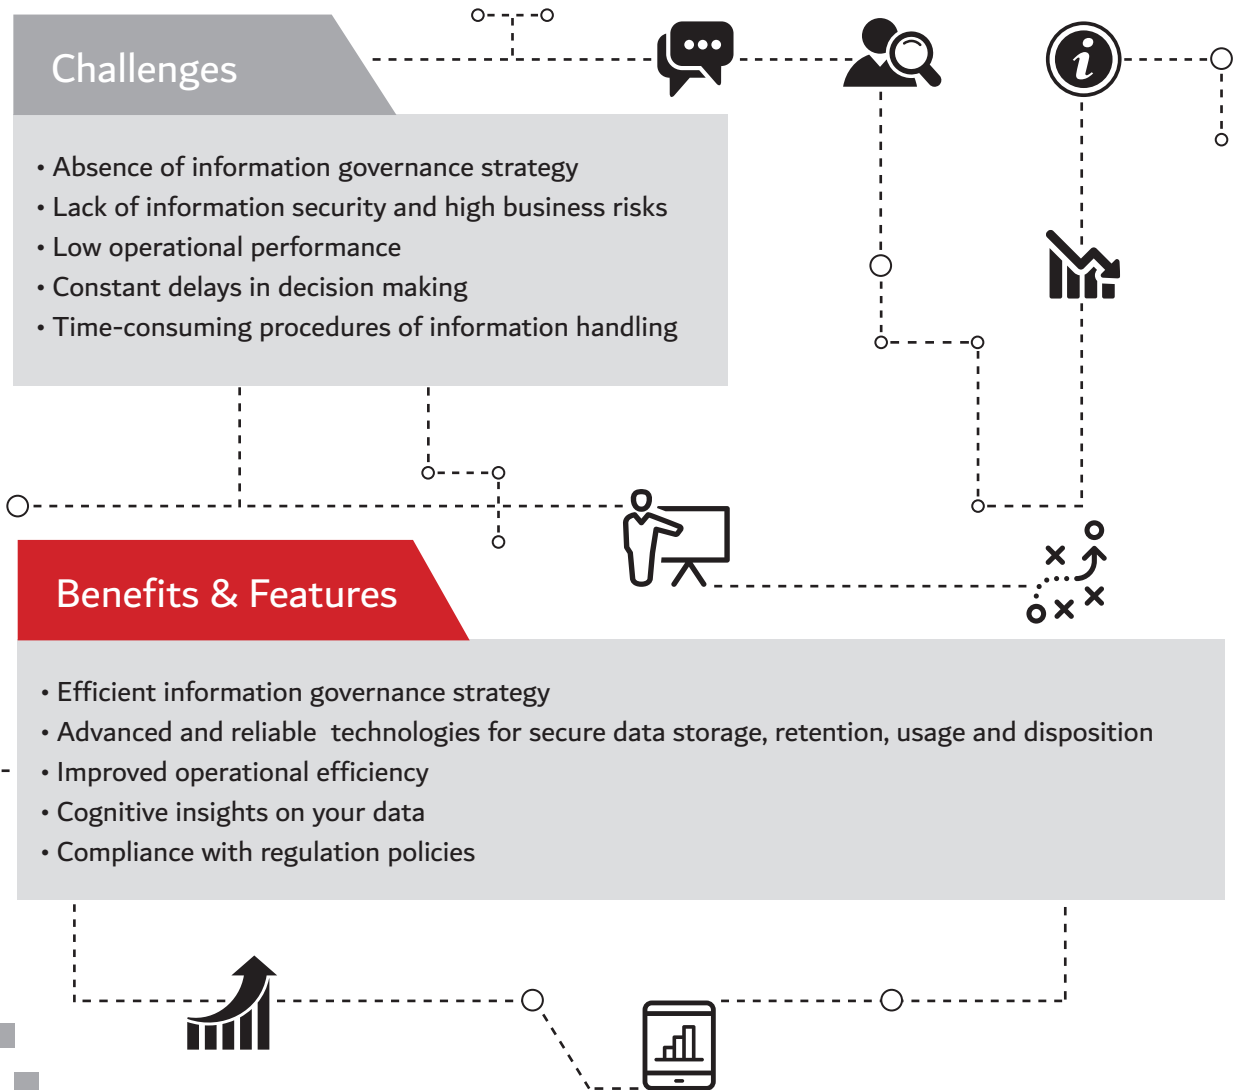 Challenges
• Absence of information governance strategy
• Lack of information security and high business risks
• Low operational performance
• Constant delays in decision making
• Time-consuming procedures of information handling
Benefits & Features
• Efficient information governance strategy
• Advanced and reliable  technologies for secure data storage, retention, usage and disposition
• Improved operational efficiency
• Cognitive insights on your data
• Compliance with regulation policies